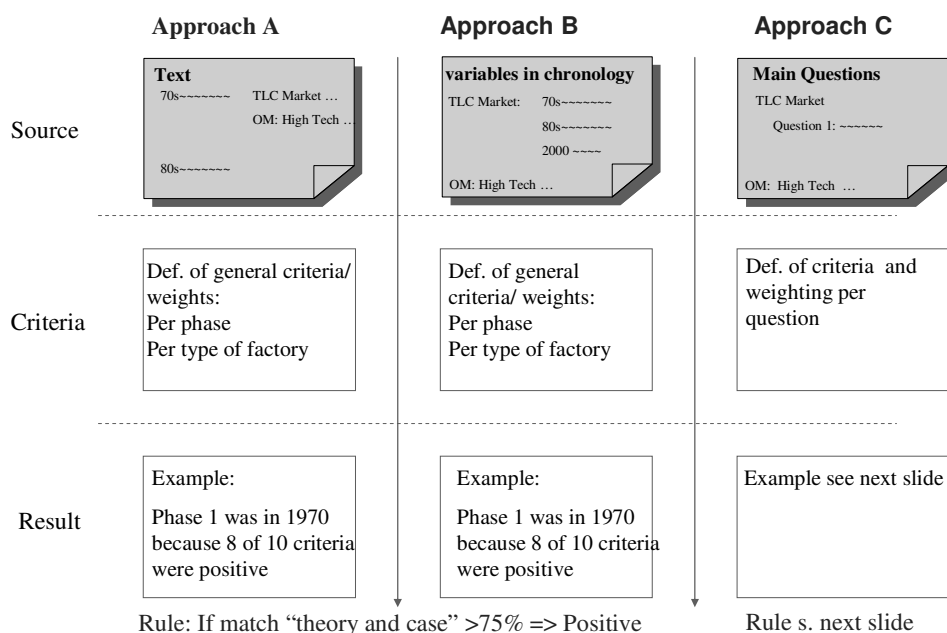 Approach A
Approach B
Approach C
Source
Text
70s~~~~~~~ TLC Market …
OM: High Tech …
80s~~~~~~~
variables in chronology
TLC Market: 70s~~~~~~~
80s~~~~~~~
2000 ~~~~
OM: High Tech …
Main Questions
TLC Market
Question 1: ~~~~~~
OM: High Tech …
Criteria
Def. of general criteria/
weights:
Per phase
Per type of factory
Def. of general
criteria/ weights:
Per phase
Per type of factory
Def. of criteria and
weighting per
question
Result
Example:
Phase 1 was in 1970
because 8 of 10 criteria
were positive
Example:
Phase 1 was in 1970
because 8 of 10 criteria
were positive
Example see next slide
Rule: If match “theory and case” >75% => Positive
Rule s. next slide